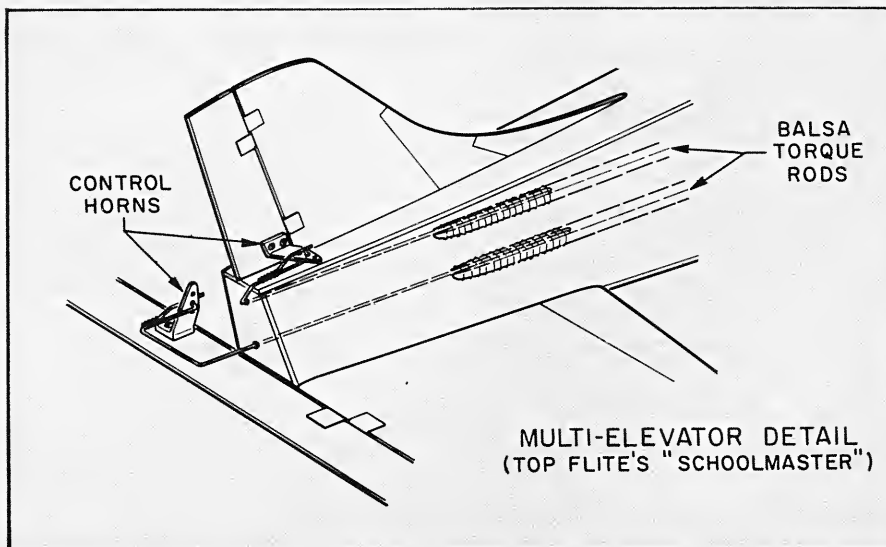 CONTROL
HORNS
BALSA
TORQUE
RODS
MULTI-ELEVATOR DETAIL
(TOP FLITE'S "SCHOOLMASTER")